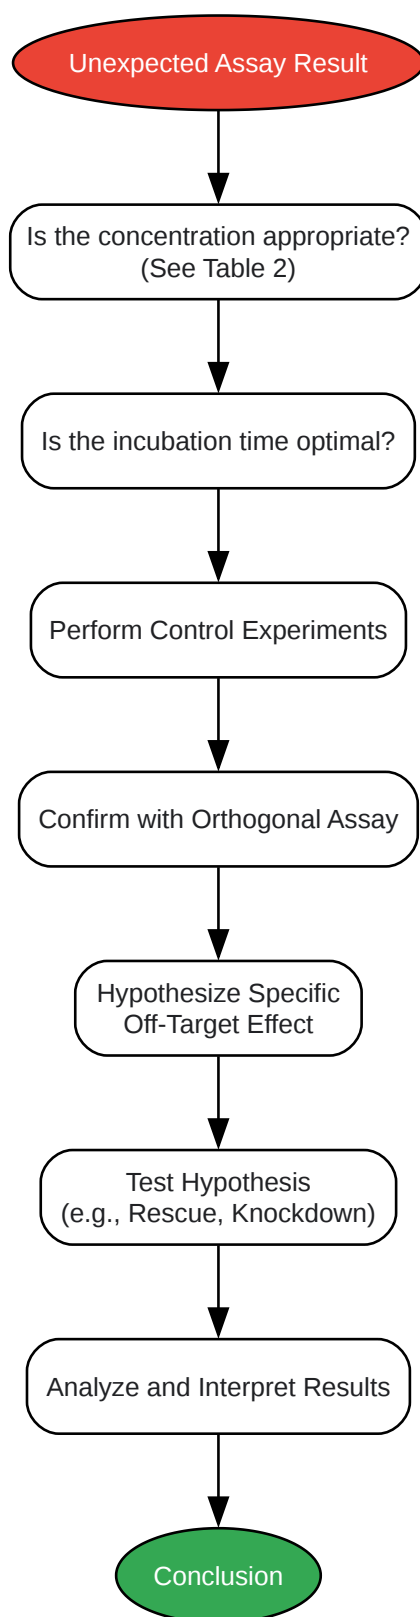 Unexpected Assay Result
Is the concentration appropriate?
(See Table 2)
Is the incubation time optimal?
Perform Control Experiments
Confirm with Orthogonal Assay
Hypothesize Specific
Off-Target Effect
Test Hypothesis
(e.g., Rescue, Knockdown)
Analyze and Interpret Results
Conclusion